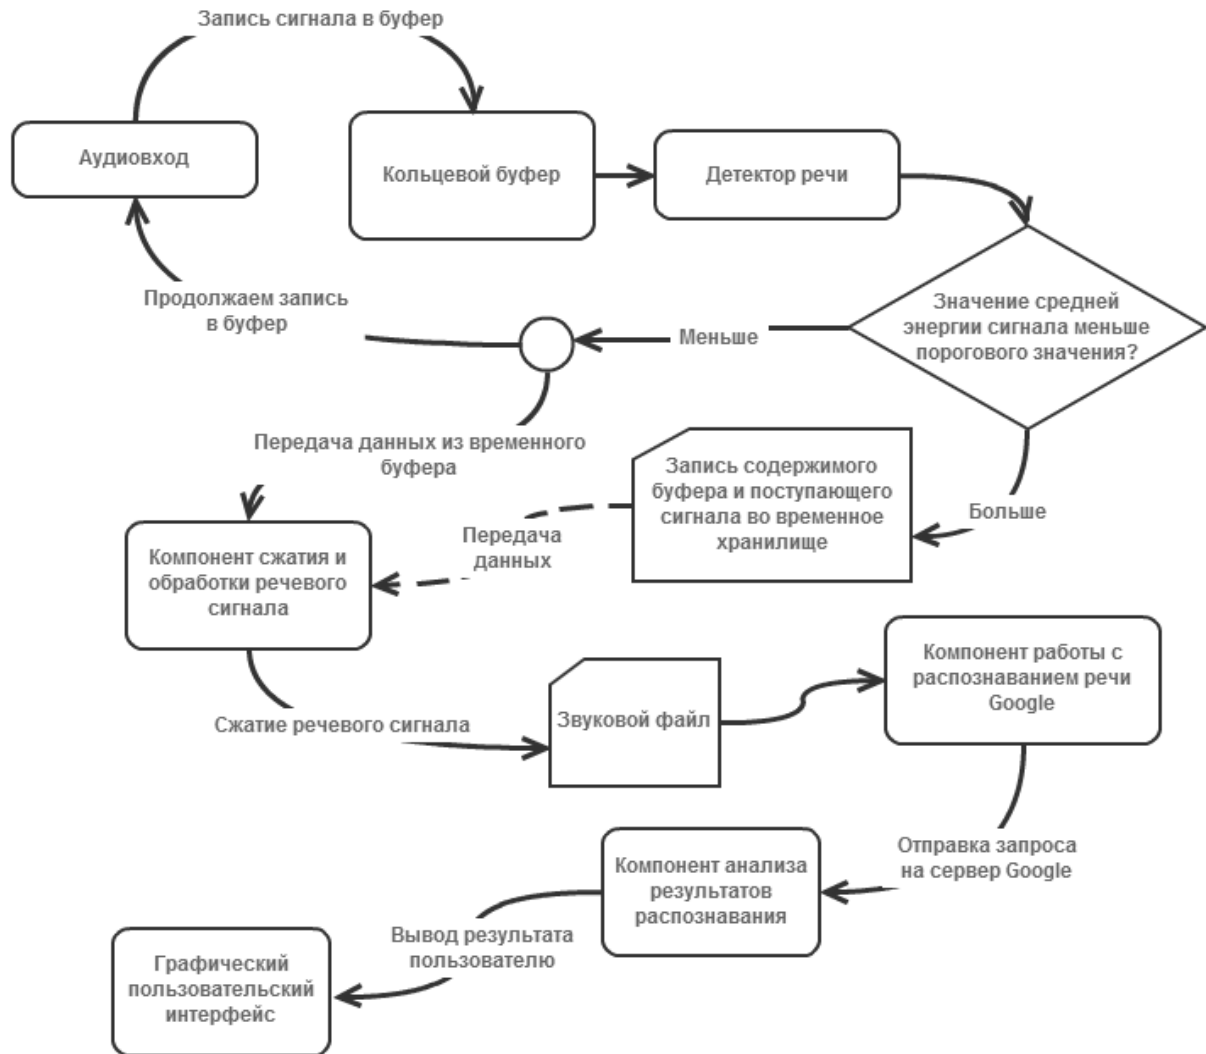 Запись сигнала в буфер
Аудиовход
Кольцевой буфер
Детектор речи
Продолжаем запись
в буфер
Меньше
Значение средней
энергии сигнала меньше
порогового значения?
Передача данных из временного
буфера
Запись содержимого
буфера и поступающего
сигнала во временное
хранилище
Больше
Передача
данных
Компонент сжатия и
обработки речевого
сигнала
Сжатие речевого сигнала
Звуковой файл
Компонент работы с
распознаванием речи
Google
Отправка запроса
на сервер Google
Компонент анализа
результатов
распознавания
Вывод результата
пользователю
Графический
пользовательский
интерфейс